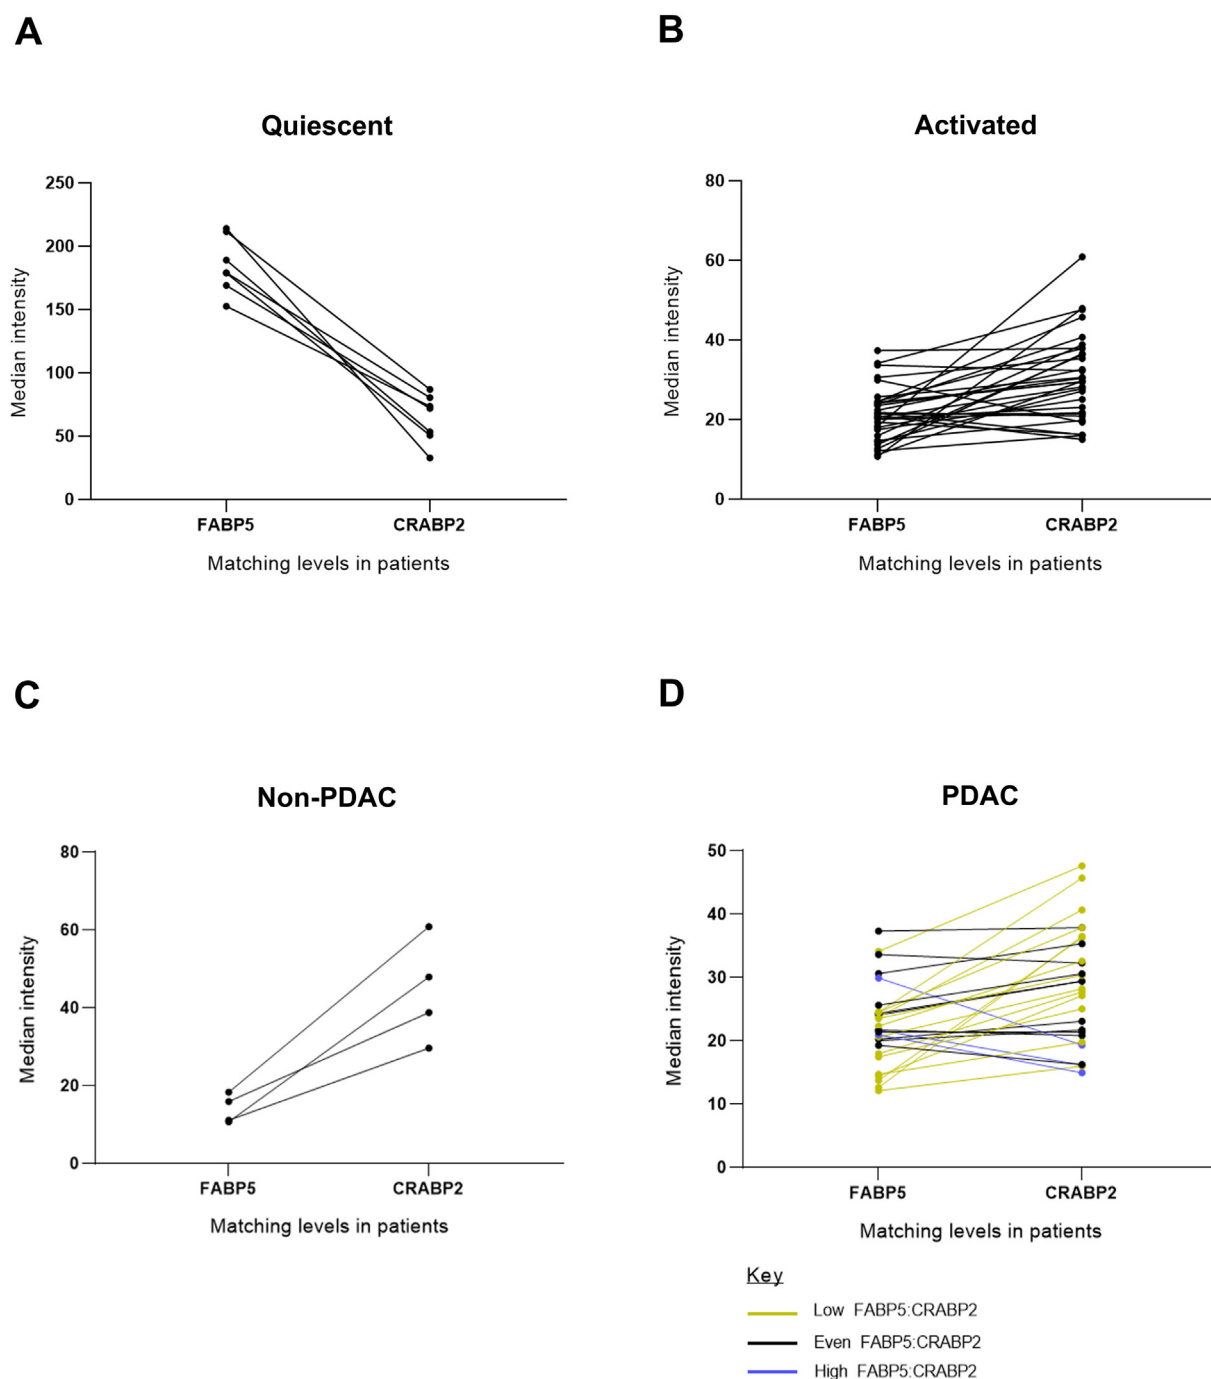 A
B
Quiescent
Activated
250
200
150
100
50
0
Median intensity
FABP5
CRABP2
Matching levels in patients
80
60
40
20
0
Median intensity
FABP5
CRABP2
Matching levels in patients
C
D
Non-PDAC
PDAC
80
60
40
20
0
Median intensity
FABP5
CRABP2
Matching levels in patients
50
40
30
20
10
0
Median intensity
FABP5
CRABP2
Matching levels in patients
Key
Low FABP5:CRABP2
Even FABP5:CRABP2
High FABP5:CRABP2